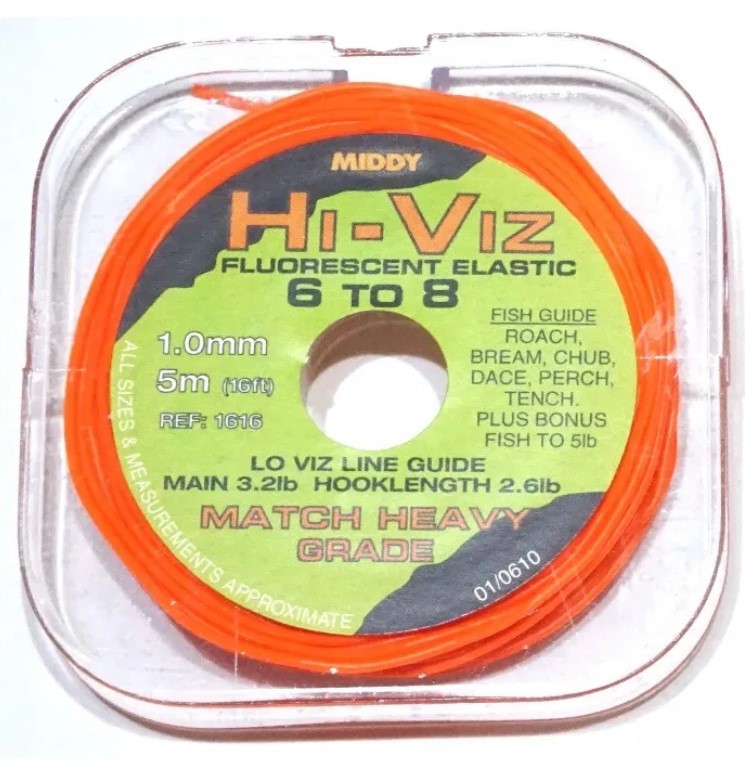 MIDDY
HI-VIZ
FLUORESCENT ELASTIC
6 TO 8
1.0mm
5m (16ft)
REF: 1616
FISH GUIDE
ROACH,
BREAM, CHUB,
DACE, PERCH,
TENCH.
PLUS BONUS
FISH TO 5lb
LO VIZ LINE GUIDE
MAIN 3.2lb HOOKLENGTH 2.6lb
MATCH HEAVY
GRADE
ALL SIZES & MEASUREMENTS APPROXIMATE
01/0610